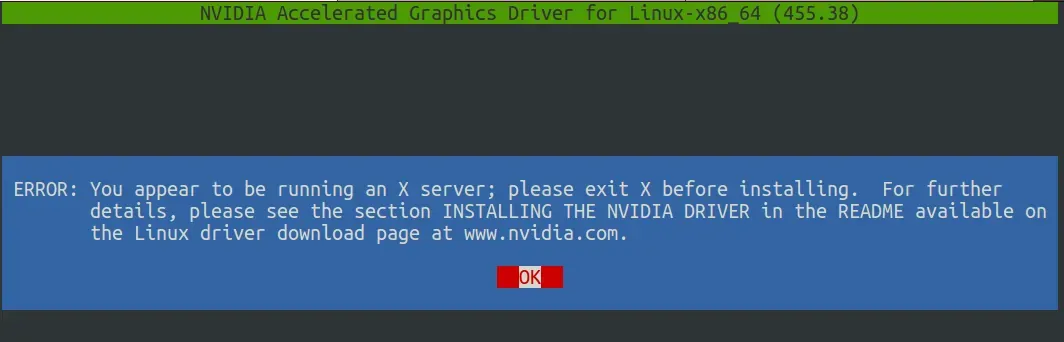 NVIDIA Accelerated Graphics Driver for Linux-x86_64 (455.38)
ERROR: You appear to be running an X server; please exit X before installing.  For further
details, please see the section INSTALLING THE NVIDIA DRIVER in the README available on
the Linux driver download page at www.nvidia.com.
OK